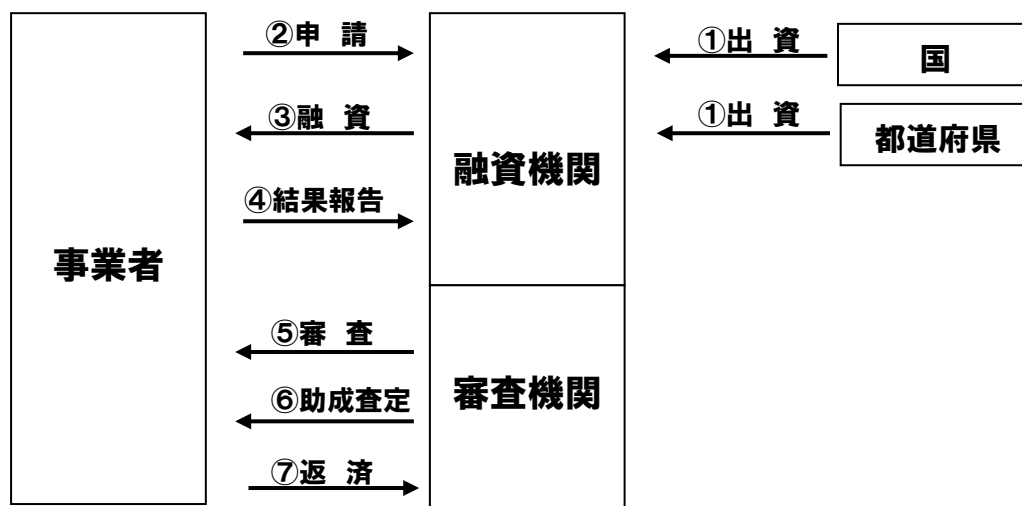 ②申 請
①出 資
国
③融 資
①出 資
都道府県
融資機関
④結果報告
事業者
⑤審 査
⑥助成査定
審査機関
⑦返 済